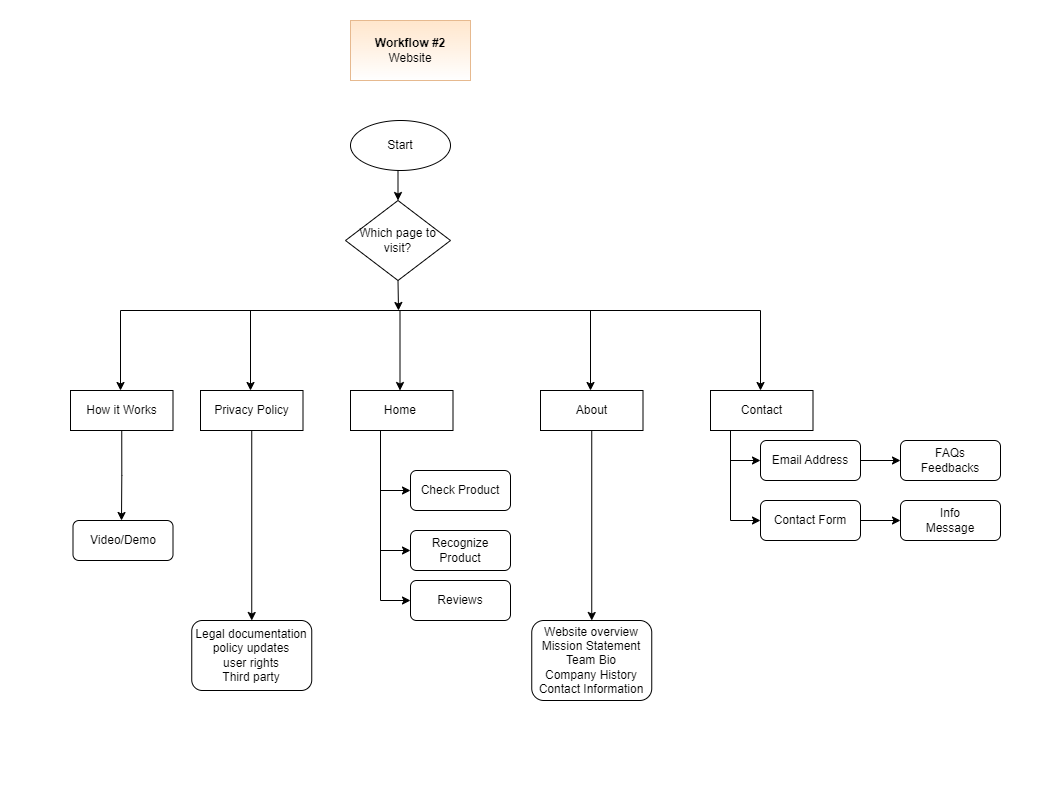 Workflow #2
Website
Start
Which page to
visit?
How it Works
Privacy Policy
Home
About
Contact
Email Address
FAQs
Feedbacks
Check Product
Contact Form
Info
Message
Video/Demo
Recognize
Product
Reviews
Legal documentation
policy updates
user rights
Third party
Website overview
Mission Statement
Team Bio
Company History
Contact Information